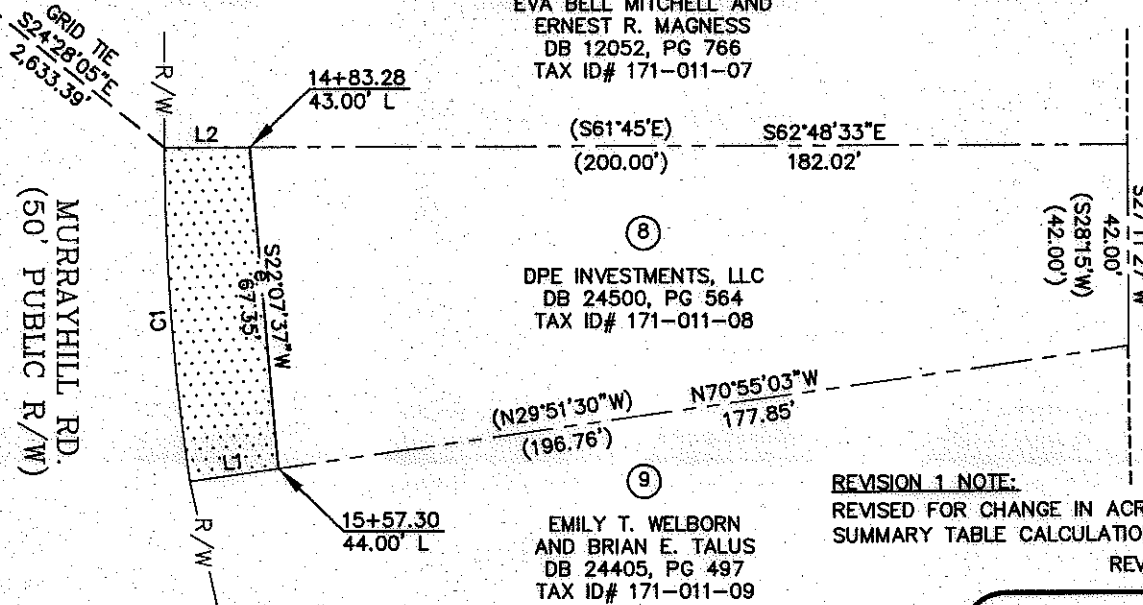 EVA BELL MITCHELL AND
ERNEST R. MAGNESS
DB 12052, PG 766
TAX ID# 171-011-07
GRID TIE
S24°28'05"E
2,633.39'
R/W
14+83.28
43.00' L
L2
(S61°45'E)
(200.00')
S62°48'33"E
182.02'
42.00'
(S28°15'W)
(42.00')
MURRAYHILL RD.
(50' PUBLIC R/W)
C1
S22°07'37"W
67.35'
8
DPE INVESTMENTS, LLC
DB 24500, PG 564
TAX ID# 171-011-08
(N29°51'30"W)
(196.76')
N70°55'03"W
177.85'
L1
R/W
15+57.30
44.00' L
9
EMILY T. WELBORN
AND BRIAN E. TALUS
DB 24405, PG 497
TAX ID# 171-011-09
REVISION 1 NOTE:
REVISED FOR CHANGE IN ACR
SUMMARY TABLE CALCULATIO
REV